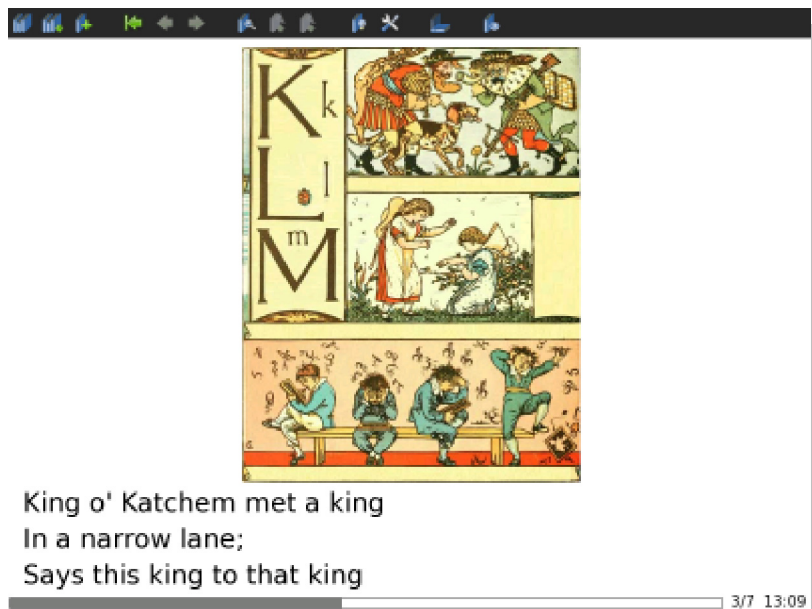 K k
L l
m
M
King o' Katchem met a king
In a narrow lane;
Says this king to that king
3/7 13:09